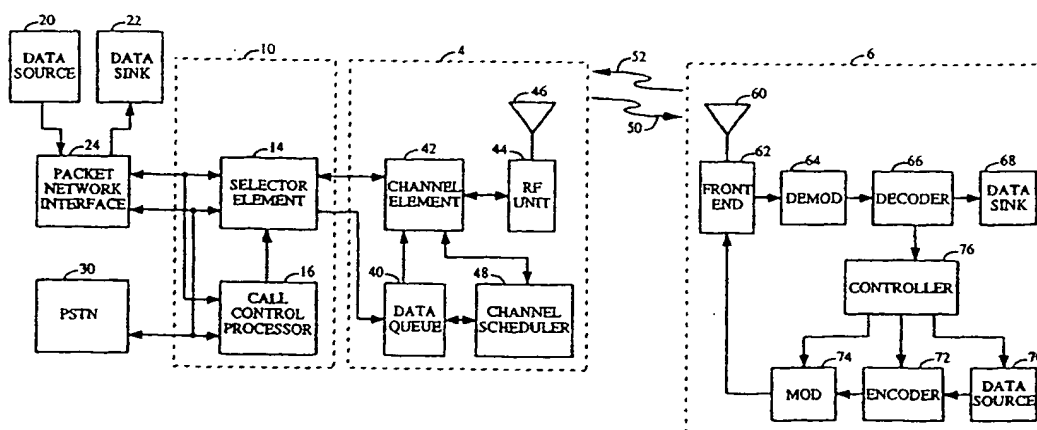 20
22
DATA
SOURCE
DATA
SINK
24
PACKET
NETWORK
INTERFACE
30
PSTN
10
14
SELECTOR
ELEMENT
16
CALL
CONTROL
PROCESSOR
4
42
CHANNEL
ELEMENT
44
RF
UNIT
46
40
DATA
QUEUE
48
CHANNEL
SCHEDULER
52
50
6
60
62
FRONT
END
64
DEMOD
66
DECODER
68
DATA
SINK
76
CONTROLLER
74
MOD
72
ENCODER
DATA
SOURCE